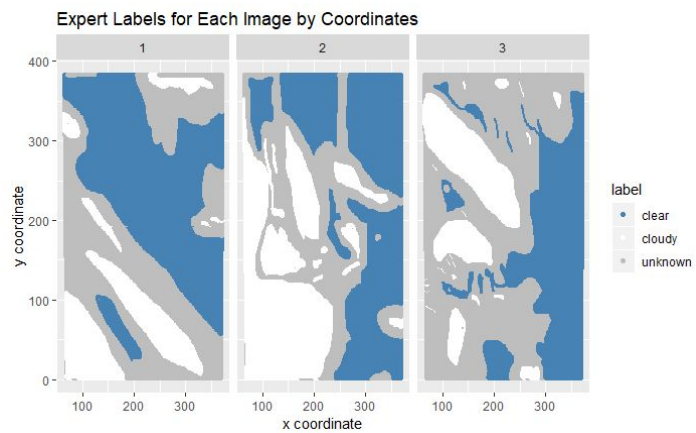 Expert Labels for Each Image by Coordinates
1 2 3
400
300
200
100
0
y coordinate
100 200 300 100 200 300 100 200 300
x coordinate
label
clear
cloudy
unknown